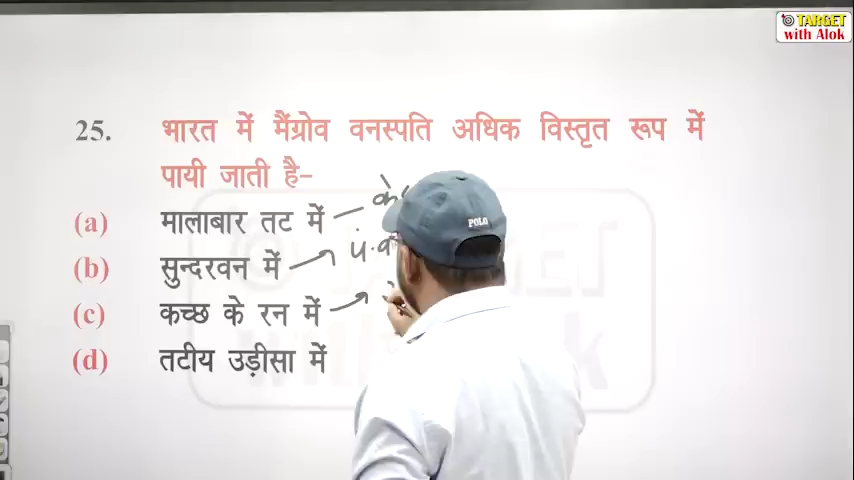 TARGET
with Alok
25. भारत में मैंग्रोव वनस्पति अधिक विस्तृत रूप में
पायी जाती है-
(a) मालाबार तट में
(b) सुन्दरवन में
(c) कच्छ के रन में
(d) तटीय उड़ीसा में
POLO